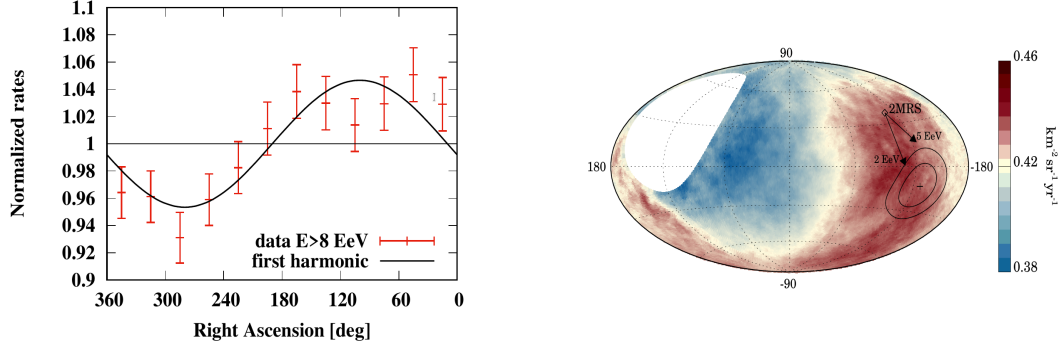 1.1
1.08
1.06
1.04
1.02
1
0.98
0.96
0.94
0.92
0.9
Normalized rates
data E>8 EeV
first harmonic
360 300 240 180 120 60 0
Right Ascension [deg]
90
2MRS
5 EeV
2 EeV
180
-180
-90
0.46
0.42
0.38
km⁻² sr⁻¹ yr⁻¹